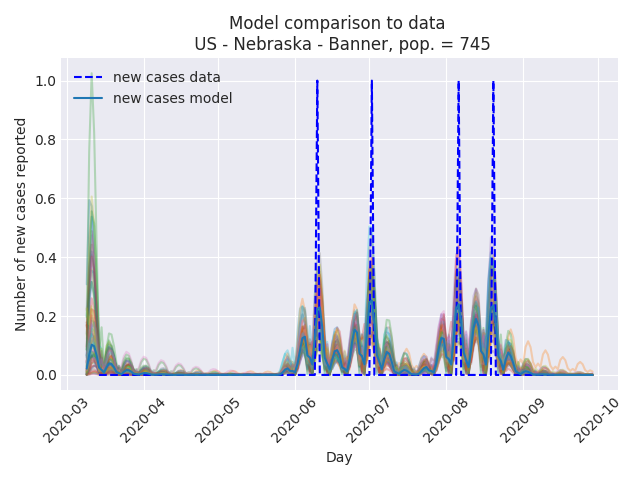 Model comparison to data
US - Nebraska - Banner, pop. = 745
new cases data
new cases model
Number of new cases reported
1.0
0.8
0.6
0.4
0.2
0.0
2020-03
2020-04
2020-05
2020-06
2020-07
2020-08
2020-09
2020-10
Day